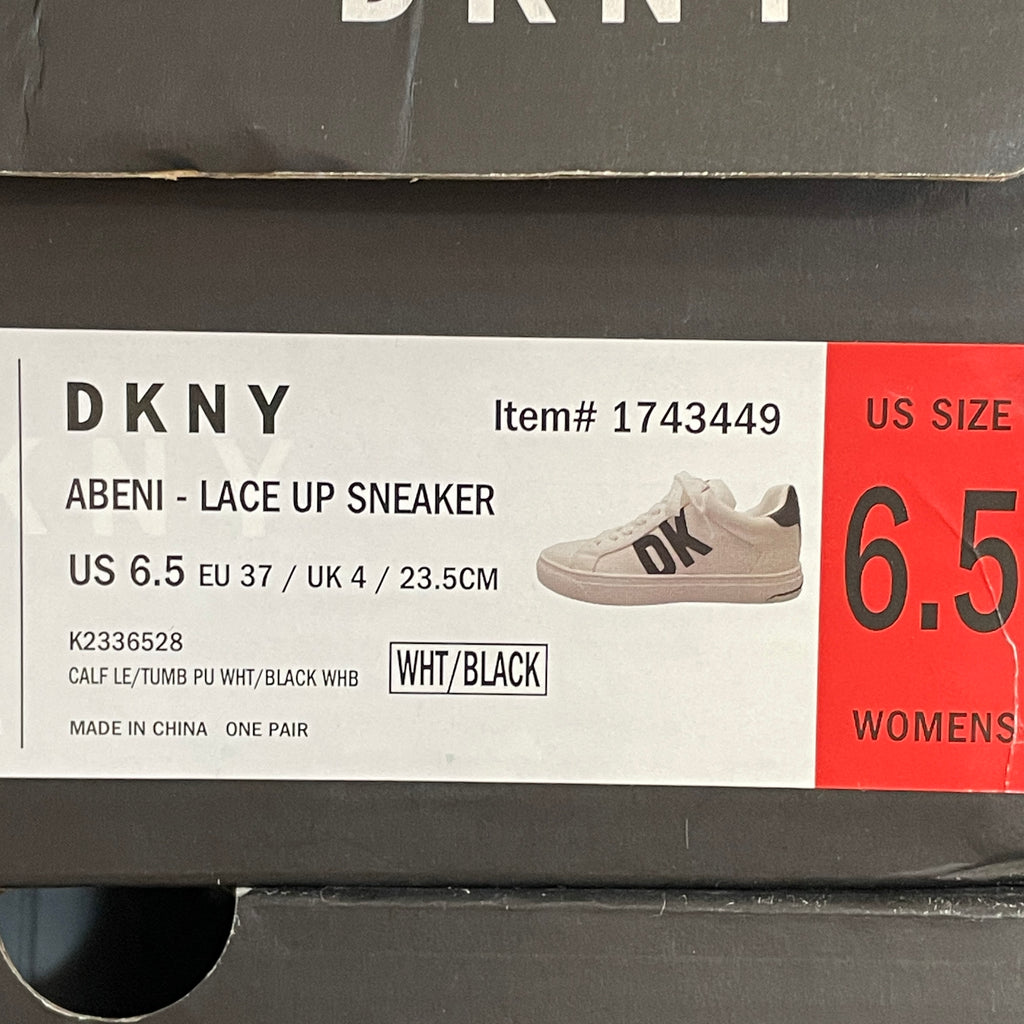 DKNY
DKNY
Item# 1743449
ABENI - LACE UP SNEAKER
US 6.5 EU 37 / UK 4 / 23.5CM
K2336528
CALF LE/TUMB PU WHT/BLACK WHB
WHT/BLACK
MADE IN CHINA ONE PAIR
DK
US SIZE
6.5
WOMENS